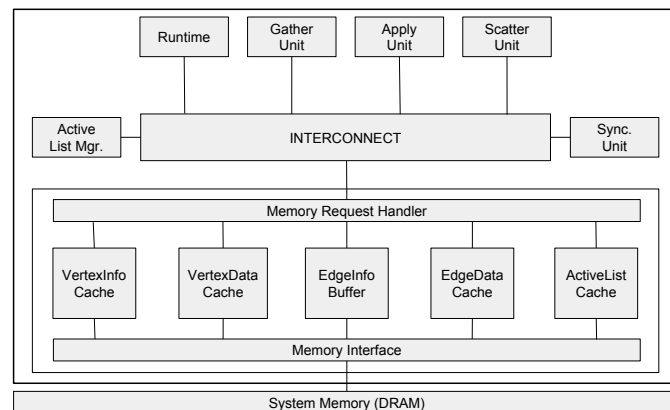 Runtime
Gather
Unit
Apply
Unit
Scatter
Unit
Active
List Mgr.
INTERCONNECT
Sync.
Unit
Memory Request Handler
VertexInfo
Cache
VertexData
Cache
EdgeInfo
Buffer
EdgeData
Cache
ActiveList
Cache
Memory Interface
System Memory (DRAM)